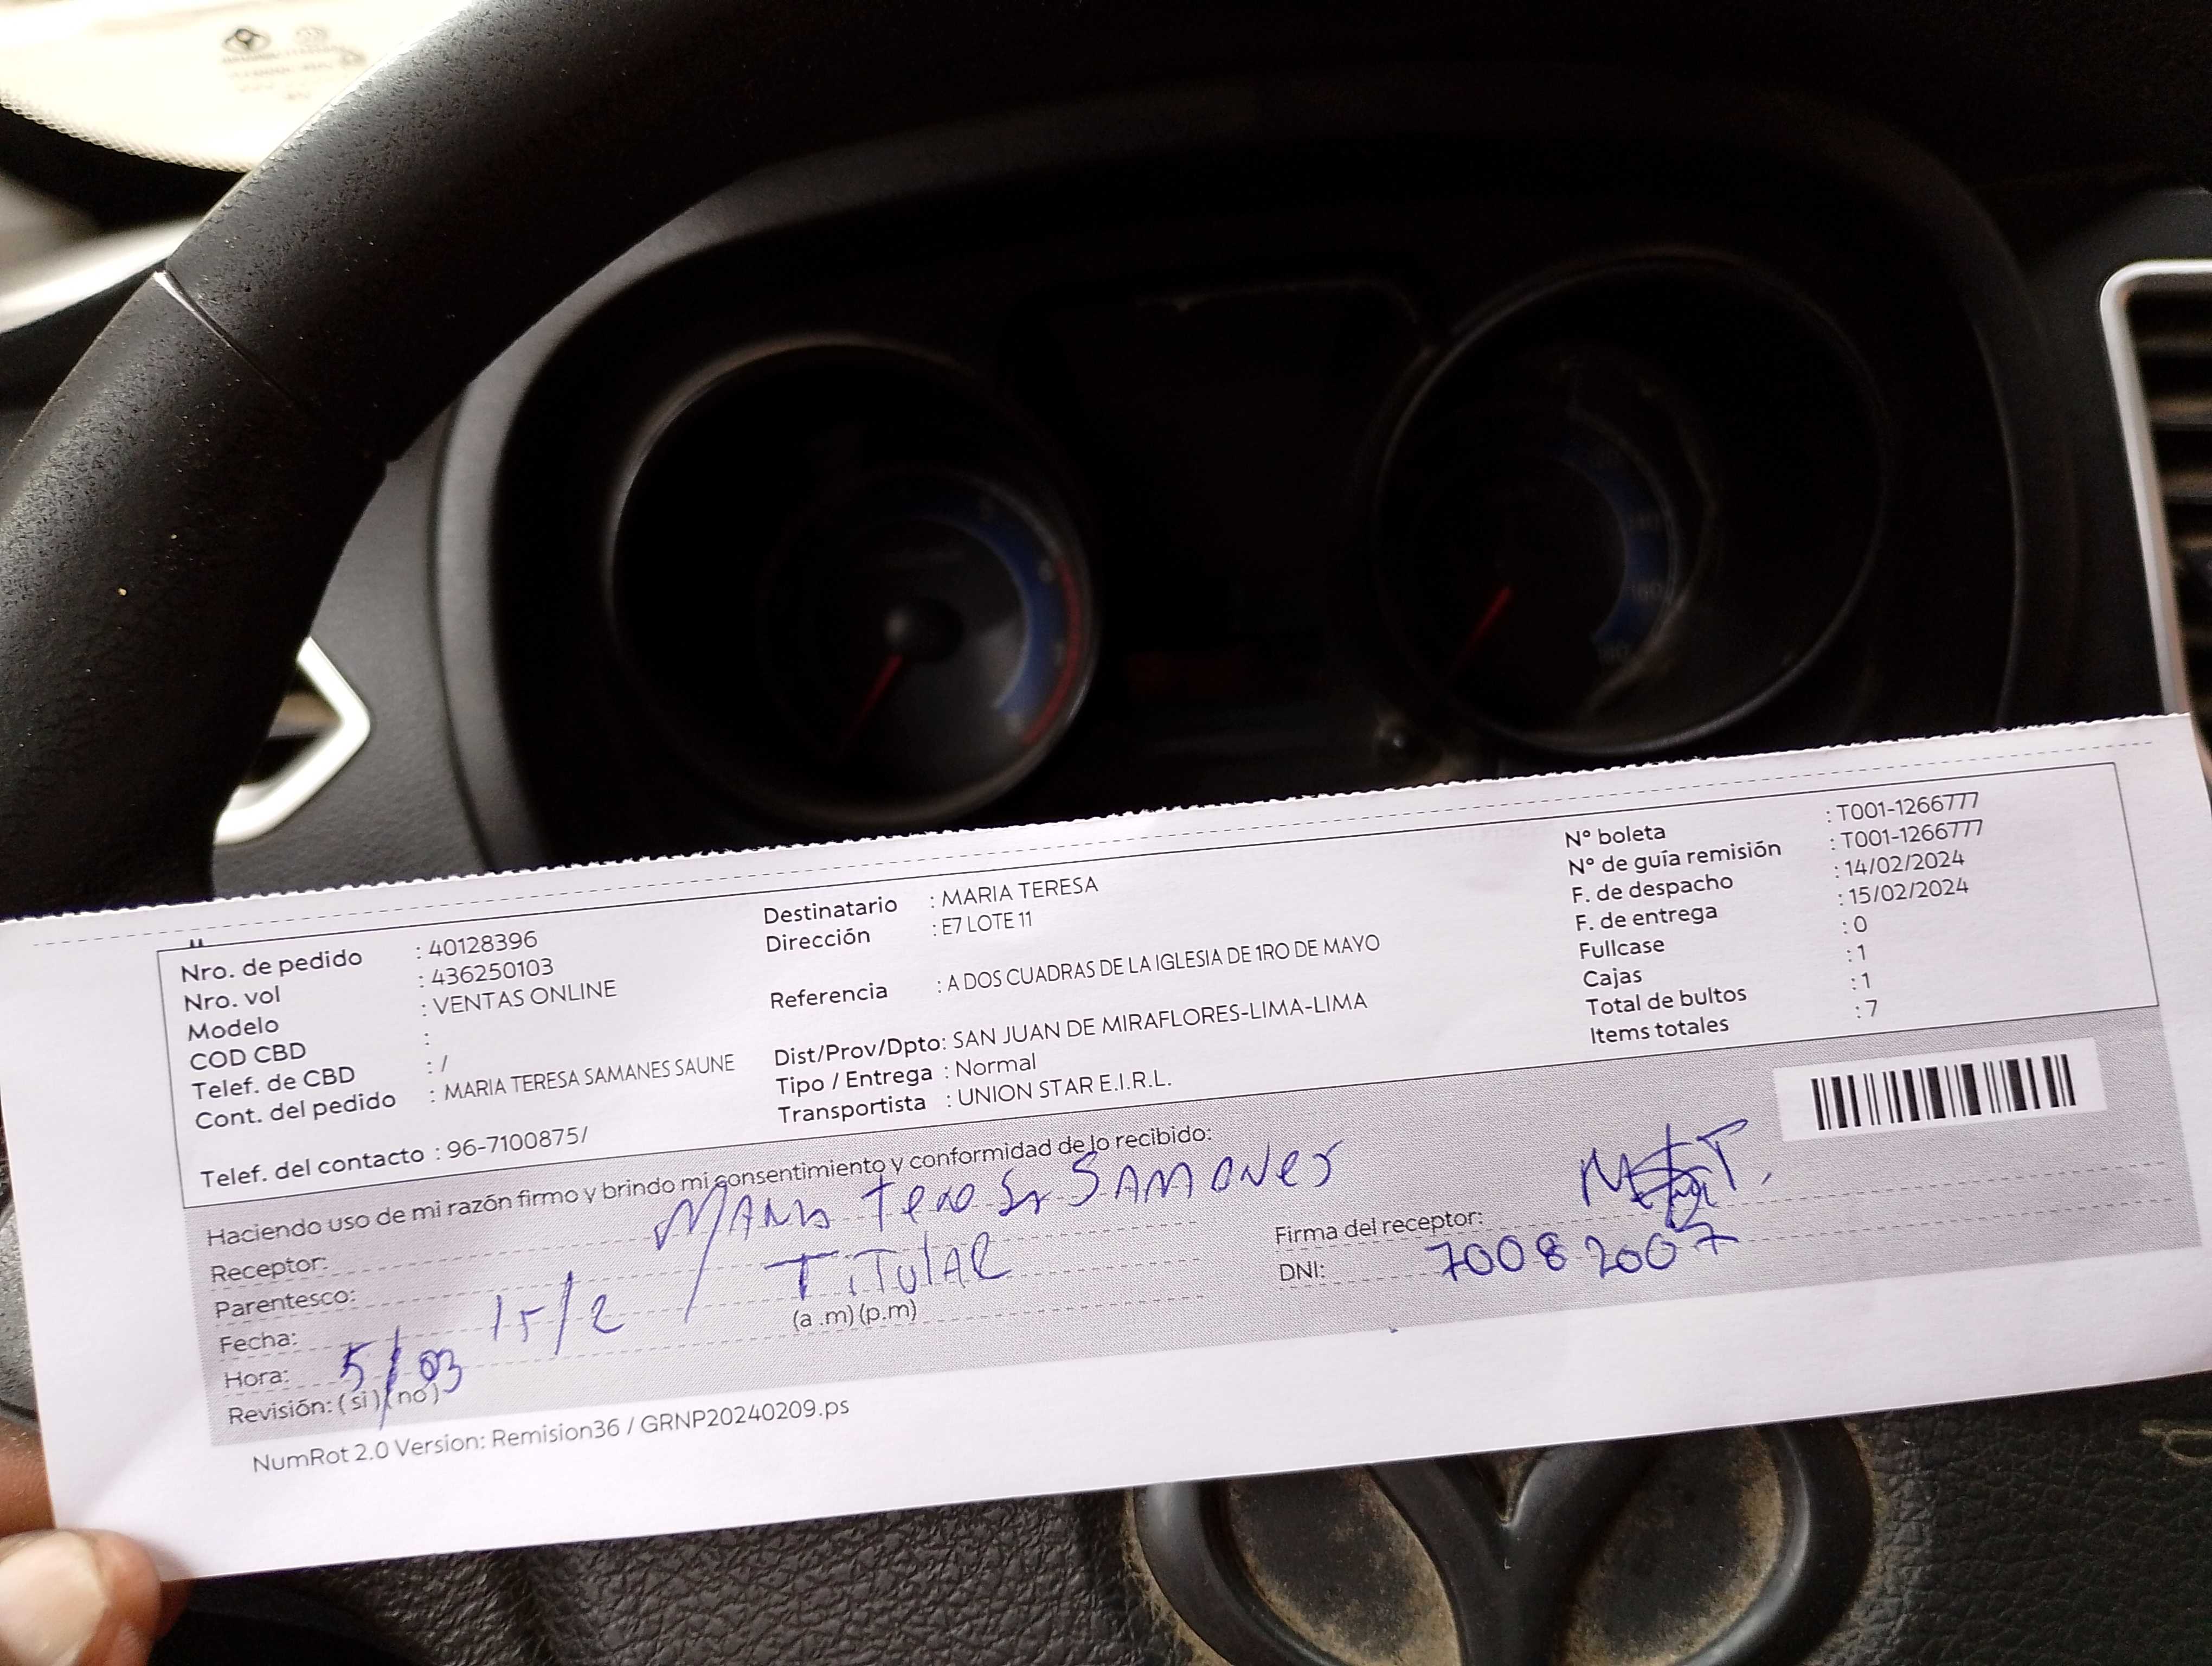 Nro. de pedido : 40128396
Nro. vol : 436250103
Modelo : VENTAS ONLINE
COD CBD :
Telef. de CBD : /
Cont. del pedido : MARIA TERESA SAMANES SAUNE
Telef. del contacto : 96-7100875/
Destinatario : MARIA TERESA
Dirección : E7 LOTE 11
Referencia : A DOS CUADRAS DE LA IGLESIA DE 1RO DE MAYO
Dist/Prov/Dpto: SAN JUAN DE MIRAFLORES-LIMA-LIMA
Tipo / Entrega : Normal
Transportista : UNION STAR E.I.R.L.
N° boleta : T001-1266777
N° de guía remisión : T001-1266777
F. de despacho : 14/02/2024
F. de entrega : 15/02/2024
Fullcase : 0
Cajas : 1
Total de bultos : 1
Items totales : 7
Haciendo uso de mi razón firmo y brindo mi consentimiento y conformidad de lo recibido:
Receptor: MARIA TERESA SAMANES
Parentesco: TITULAR
Fecha: 15/2/
Hora: 5/03 (a.m)(p.m)
Revisión: (si) (no)
Firma del receptor:
DNI: 70082007
NumRot 2.0 Version: Remision36 / GRNP20240209.ps